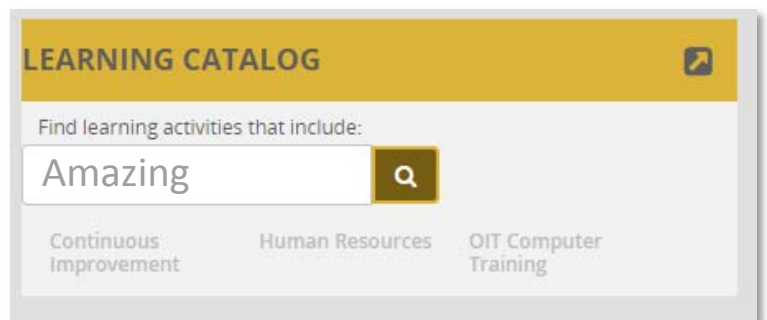 LEARNING CATALOG
Find learning activities that include:
Amazing
Continuous
Improvement
Human Resources
OIT Computer
Training